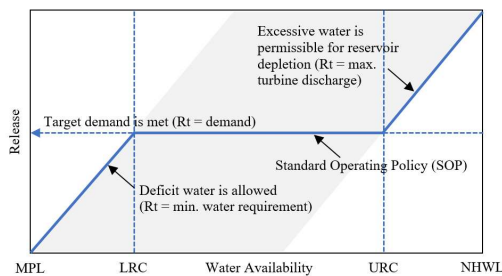 Excessive water is
permissible for reservoir
depletion (Rt = max.
turbine discharge)
Target demand is met (Rt = demand)
Release
Standard Operating Policy (SOP)
Deficit water is allowed
(Rt = min. water requirement)
MPL LRC Water Availability URC NHWL